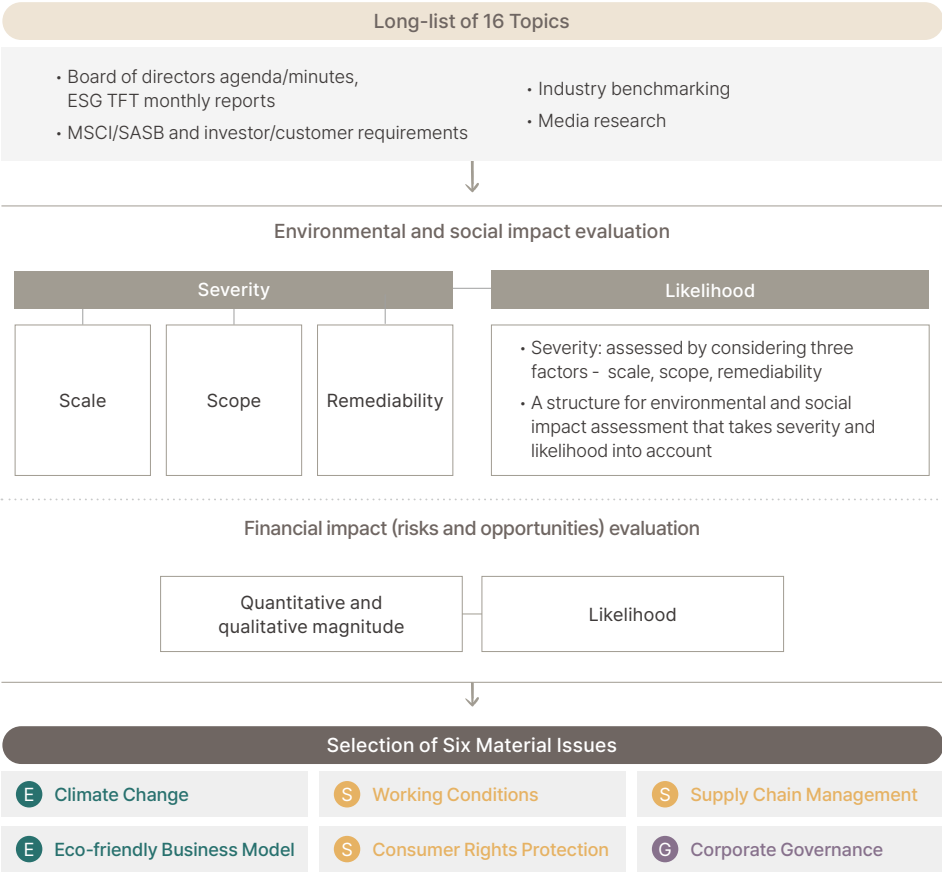 Long-list of 16 Topics
• Board of directors agenda/minutes,
ESG TFT monthly reports
• MSCI/SASB and investor/customer requirements
• Industry benchmarking
• Media research
Environmental and social impact evaluation
Severity
Scale
Scope
Remediability
Likelihood
• Severity: assessed by considering three
factors - scale, scope, remediability
• A structure for environmental and social
impact assessment that takes severity and
likelihood into account
Financial impact (risks and opportunities) evaluation
Quantitative and
qualitative magnitude
Likelihood
Selection of Six Material Issues
E Climate Change
S Working Conditions
S Supply Chain Management
E Eco-friendly Business Model
S Consumer Rights Protection
G Corporate Governance